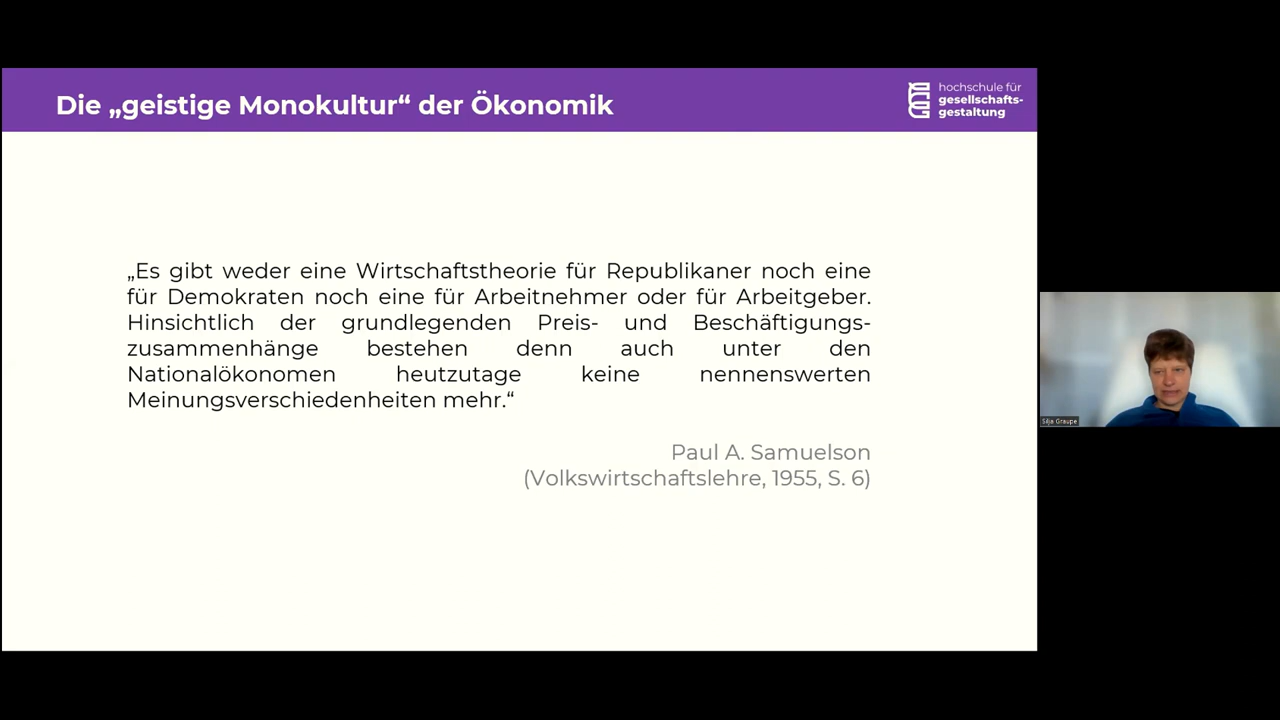 Die „geistige Monokultur“ der Ökonomik
hochschule für
gesellschafts-
gestaltung
„Es gibt weder eine Wirtschaftstheorie für Republikaner noch eine
für Demokraten noch eine für Arbeitnehmer oder für Arbeitgeber.
Hinsichtlich der grundlegenden Preis- und Beschäftigungs-
zusammenhänge bestehen denn auch unter den
Nationalökonomen heutzutage keine nennenswerten
Meinungsverschiedenheiten mehr.“
Paul A. Samuelson
(Volkswirtschaftslehre, 1955, S. 6)
Silja Graupe